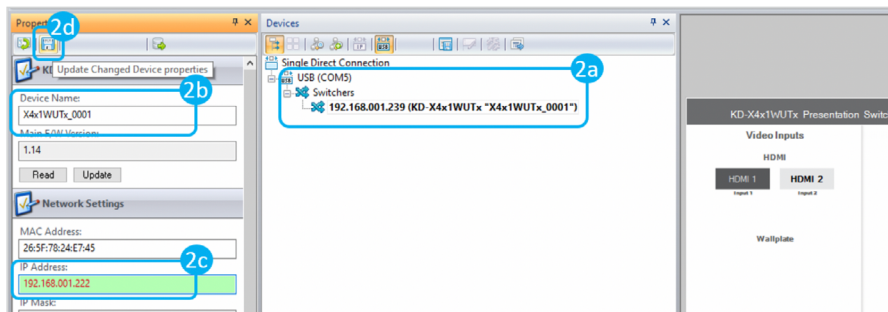 Propert
2d
Update Changed Device properties
2b
Device Name:
X4x1WUTx_0001
Main F/W Version:
1.14
Read
Update
Network Settings
MAC Address:
26:5F:78:24:E7:45
2c
IP Address:
192.168.001.222
IP Mask:
Devices
Single Direct Connection
2a
USB (COM5)
Switchers
192.168.001.239 (KD-X4x1WUTx "X4x1WUTx_0001")
KD-X4x1WUTx Presentation Switc
Video Inputs
HDMI
HDMI 1
HDMI 2
Input 1
Input 2
Wallplate